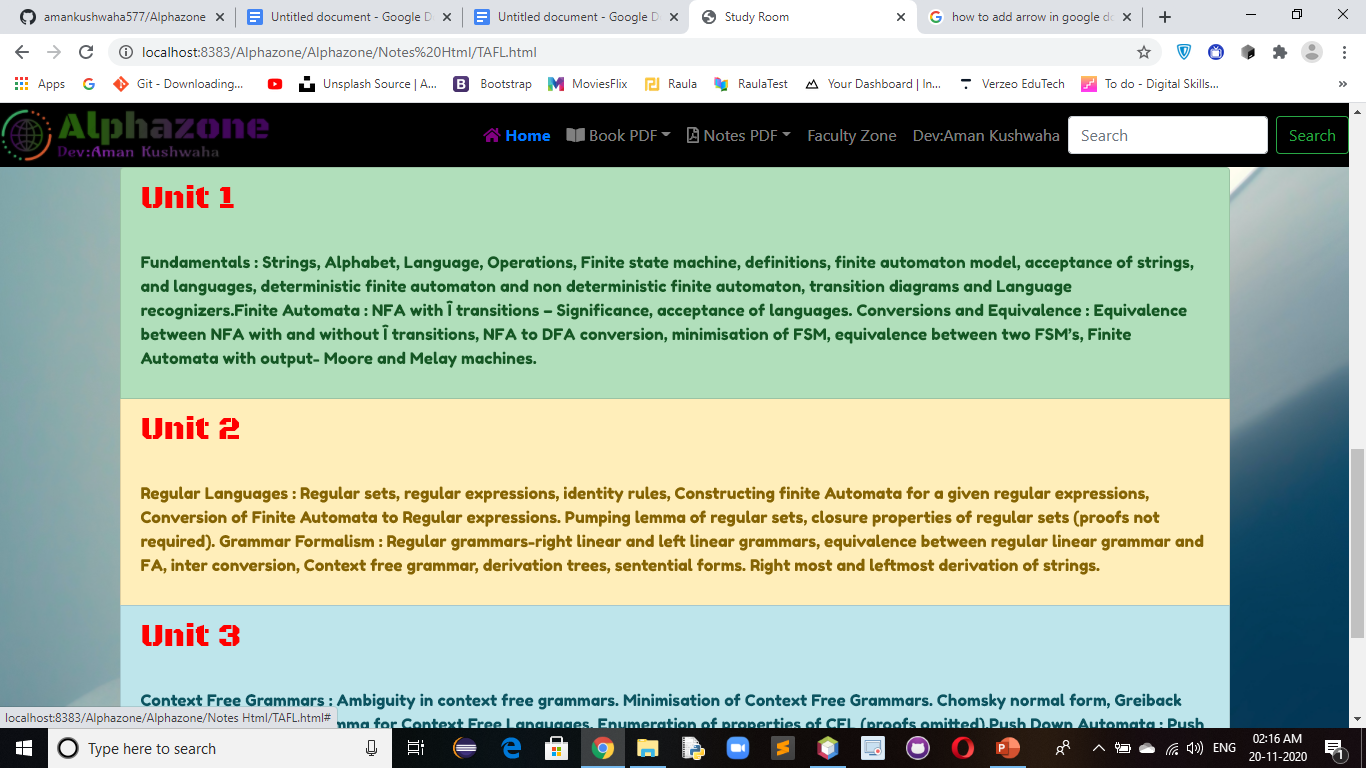 amankushwaha577/Alphazone
Untitled document - Google D
Untitled document - Google D
Study Room
how to add arrow in google do
localhost:8383/Alphazone/Alphazone/Notes%20Html/TAFL.html
Apps
Git - Downloading...
Unsplash Source | A...
Bootstrap
MoviesFlix
Raula
RaulaTest
Your Dashboard | In...
Verzeo EduTech
To do - Digital Skills...
»
Alphazone
Dev:Aman Kushwaha
Home
Book PDF
Notes PDF
Faculty Zone
Dev:Aman Kushwaha
Search
Search
Unit 1
Fundamentals : Strings, Alphabet, Language, Operations, Finite state machine, definitions, finite automaton model, acceptance of strings,
and languages, deterministic finite automaton and non deterministic finite automaton, transition diagrams and Language
recognizers.Finite Automata : NFA with Î transitions – Significance, acceptance of languages. Conversions and Equivalence : Equivalence
between NFA with and without Î transitions, NFA to DFA conversion, minimisation of FSM, equivalence between two FSM’s, Finite
Automata with output- Moore and Melay machines.
Unit 2
Regular Languages : Regular sets, regular expressions, identity rules, Constructing finite Automata for a given regular expressions,
Conversion of Finite Automata to Regular expressions. Pumping lemma of regular sets, closure properties of regular sets (proofs not
required). Grammar Formalism : Regular grammars-right linear and left linear grammars, equivalence between regular linear grammar and
FA, inter conversion, Context free grammar, derivation trees, sentential forms. Right most and leftmost derivation of strings.
Unit 3
Context Free Grammars : Ambiguity in context free grammars. Minimisation of Context Free Grammars. Chomsky normal form, Greiback
for Context Free Languages. Enumeration of properties of CFL (proofs omitted).Push Down Automata : Push
localhost:8383/Alphazone/Alphazone/Notes Html/TAFL.html#
Type here to search
ENG
02:16 AM
20-11-2020
1